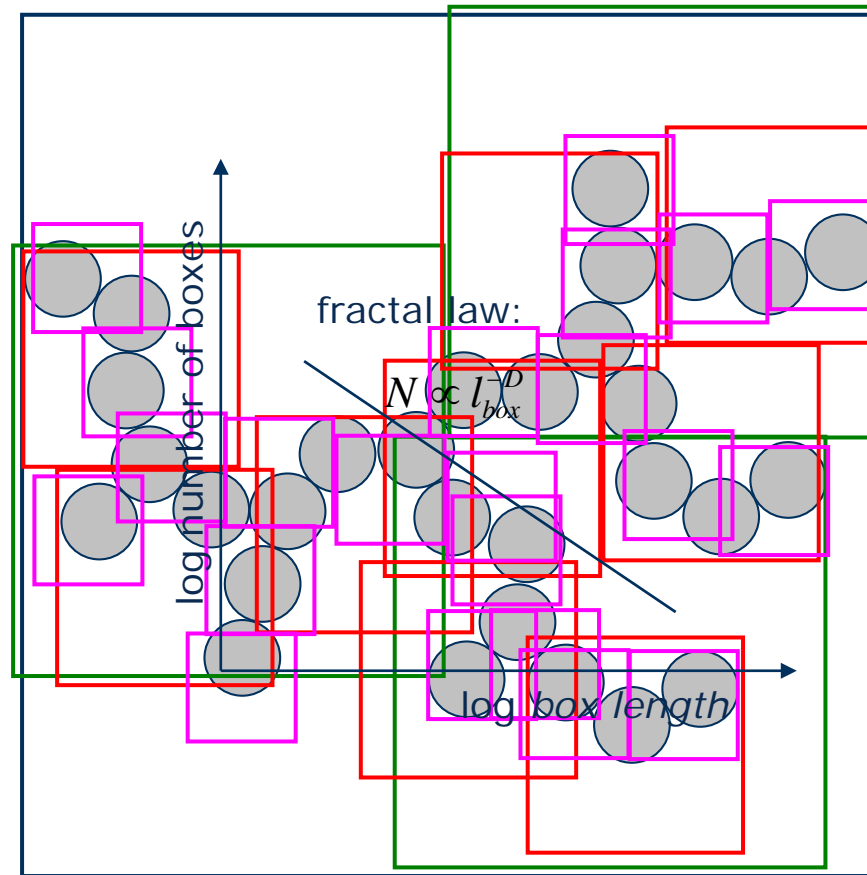 log number of boxes
fractal law:
N ∝ l_box^-D
log box length